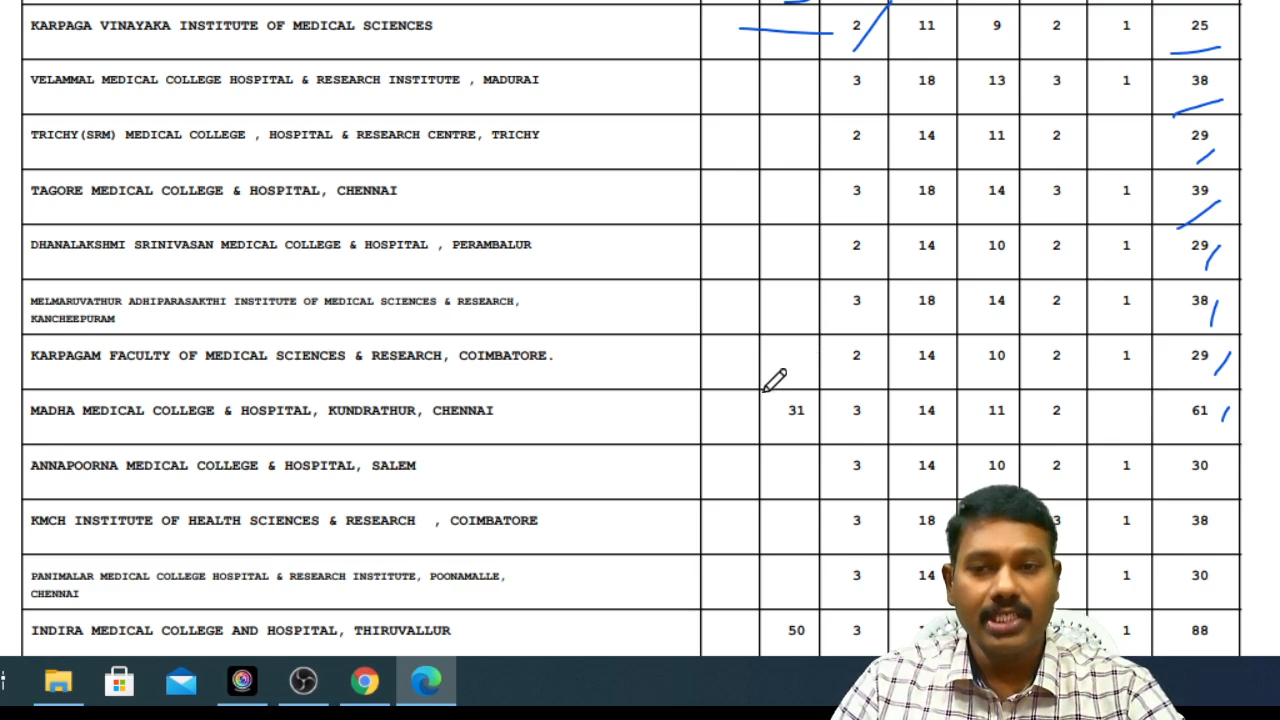 KARPAGA VINAYAKA INSTITUTE OF MEDICAL SCIENCES 2 11 9 2 1 25
VELAMMAL MEDICAL COLLEGE HOSPITAL & RESEARCH INSTITUTE , MADURAI 3 18 13 3 1 38
TRICHY(SRM) MEDICAL COLLEGE , HOSPITAL & RESEARCH CENTRE, TRICHY 2 14 11 2 29
TAGORE MEDICAL COLLEGE & HOSPITAL, CHENNAI 3 18 14 3 1 39
DHANALAKSHMI SRINIVASAN MEDICAL COLLEGE & HOSPITAL , PERAMBALUR 2 14 10 2 1 29
MELMARUVATHUR ADHIPARASAKTHI INSTITUTE OF MEDICAL SCIENCES & RESEARCH, 3 18 14 2 1 38
KANCHEEPURAM
KARPAGAM FACULTY OF MEDICAL SCIENCES & RESEARCH, COIMBATORE. 2 14 10 2 1 29
MADHA MEDICAL COLLEGE & HOSPITAL, KUNDRATHUR, CHENNAI 31 3 14 11 2 61
ANNAPOORNA MEDICAL COLLEGE & HOSPITAL, SALEM 3 14 10 2 1 30
KMCH INSTITUTE OF HEALTH SCIENCES & RESEARCH , COIMBATORE 3 18 3 1 38
PANIMALAR MEDICAL COLLEGE HOSPITAL & RESEARCH INSTITUTE, POONAMALLE, 3 14 1 30
CHENNAI
INDIRA MEDICAL COLLEGE AND HOSPITAL, THIRUVALLUR 50 3 1 88